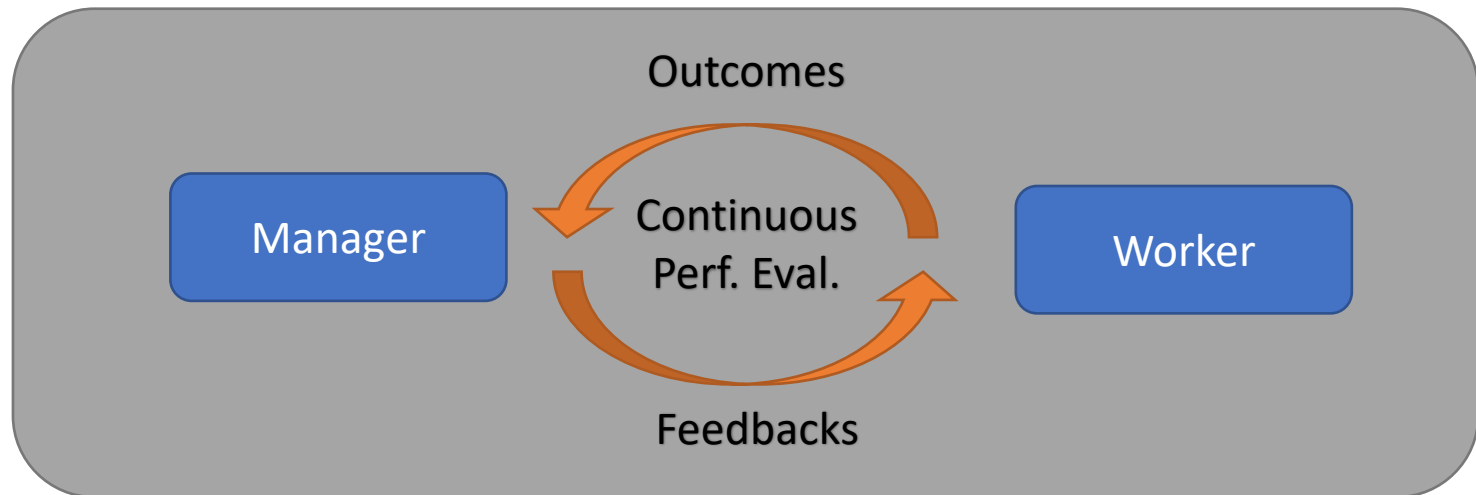 Outcomes
Manager
Continuous
Perf. Eval.
Worker
Feedbacks